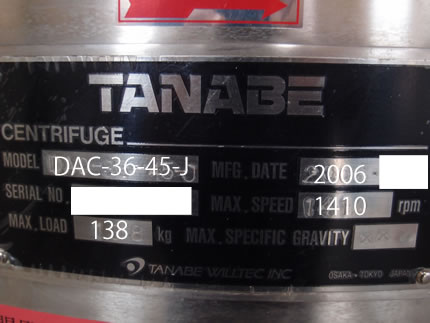 TANABE
CENTRIFUGE
MODEL DAC-36-45-J MFG. DATE 2006
SERIAL NO. MAX. SPEED 1410 rpm
MAX. LOAD 138 kg MAX. SPECIFIC GRAVITY
TANABE WILLTEC INC OSAKA-TOKYO JAPAN